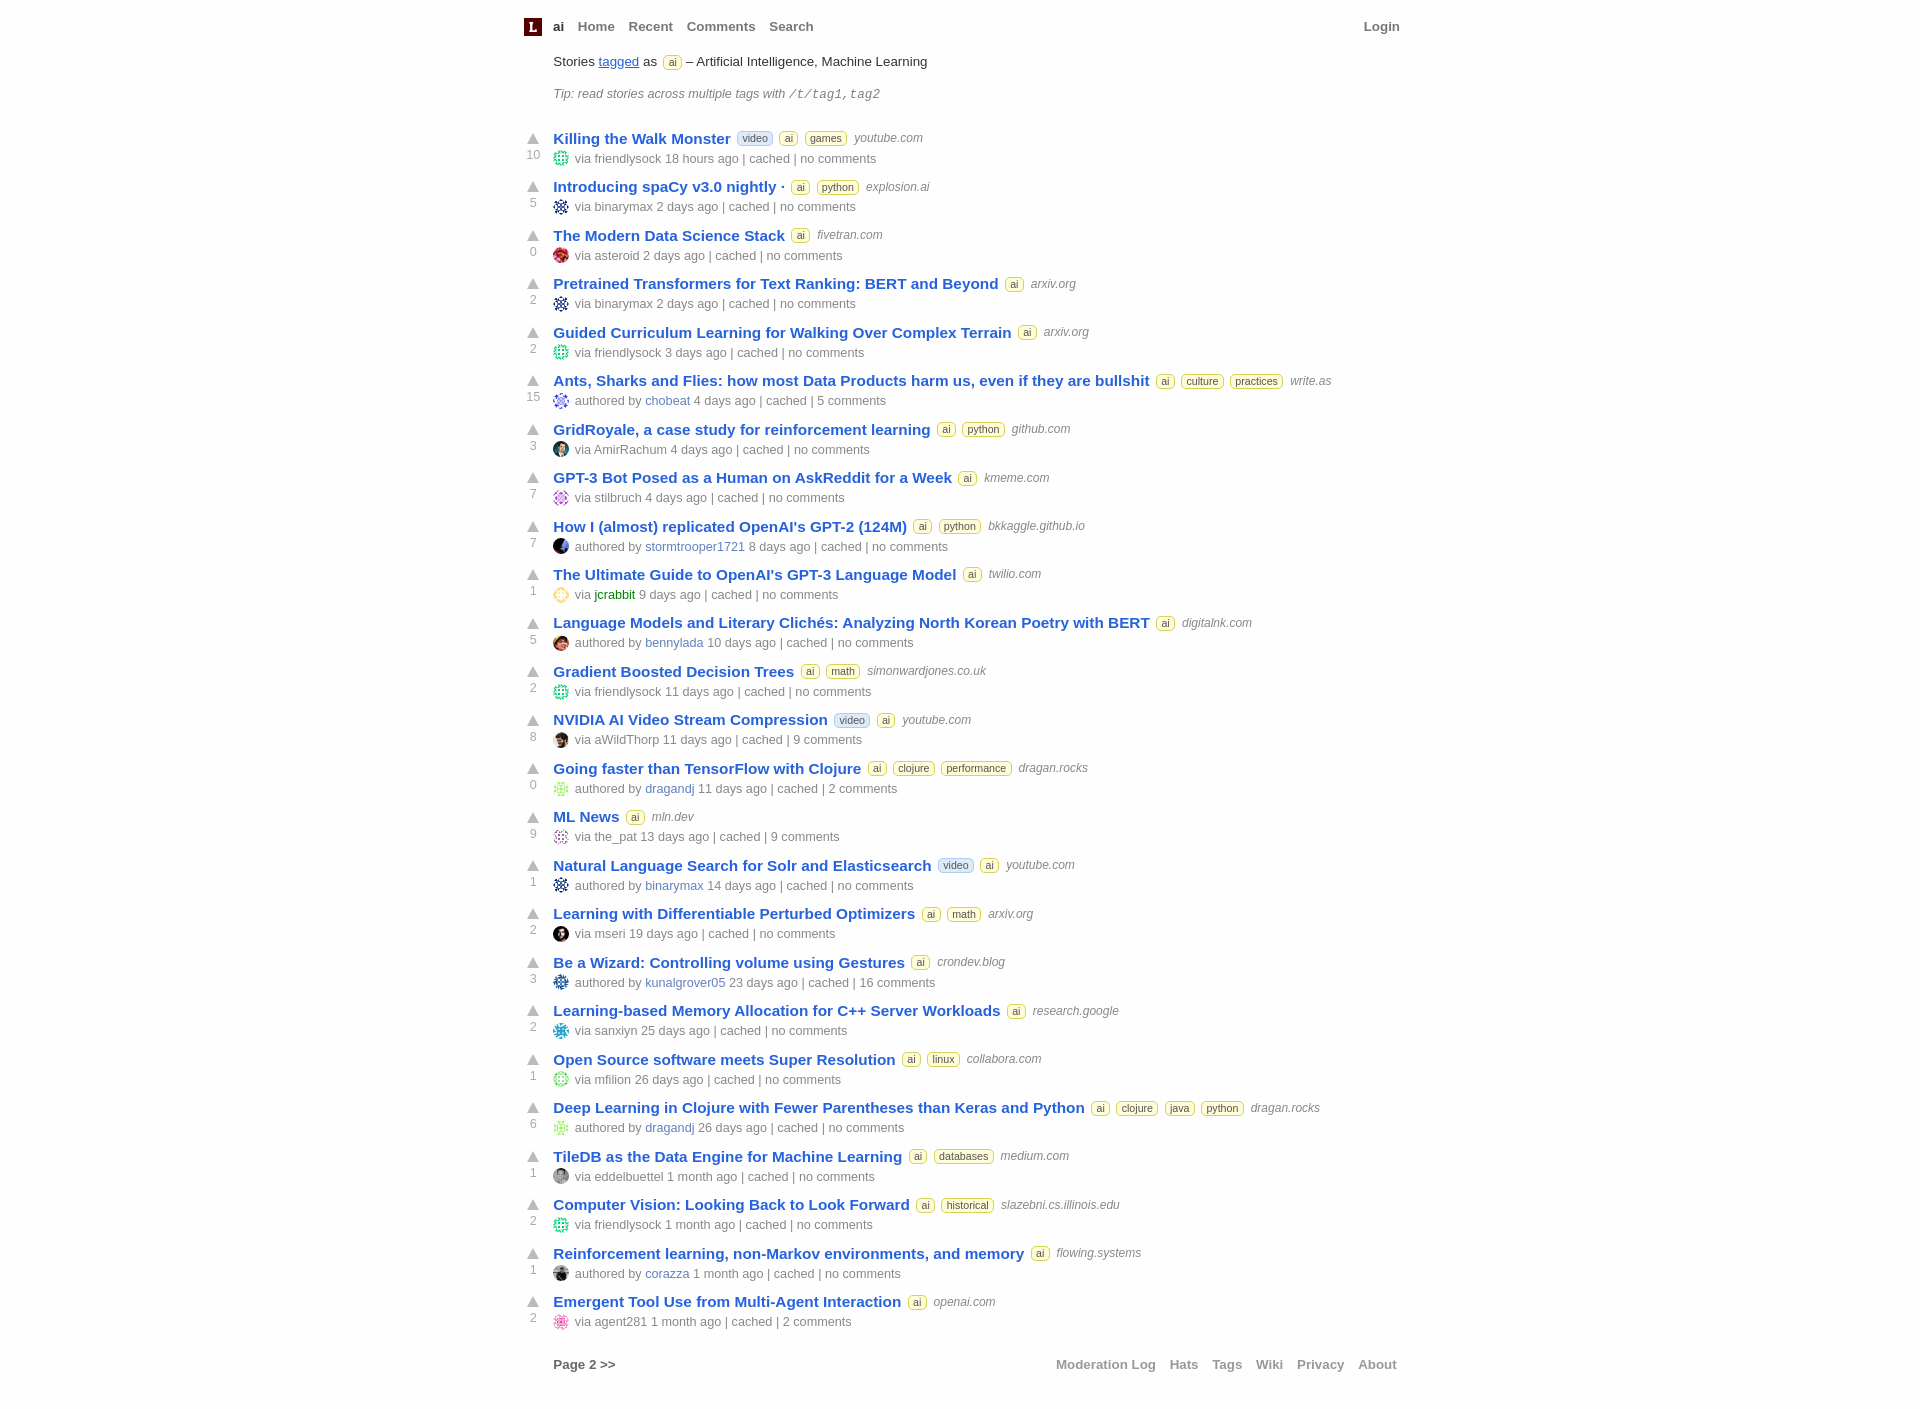 L ai Home Recent Comments Search Login
Stories tagged as ai – Artificial Intelligence, Machine Learning
Tip: read stories across multiple tags with /t/tag1,tag2
Killing the Walk Monster video ai games youtube.com
10 via friendlysock 18 hours ago | cached | no comments
Introducing spaCy v3.0 nightly · ai python explosion.ai
5 via binarymax 2 days ago | cached | no comments
The Modern Data Science Stack ai fivetran.com
0 via asteroid 2 days ago | cached | no comments
Pretrained Transformers for Text Ranking: BERT and Beyond ai arxiv.org
2 via binarymax 2 days ago | cached | no comments
Guided Curriculum Learning for Walking Over Complex Terrain ai arxiv.org
2 via friendlysock 3 days ago | cached | no comments
Ants, Sharks and Flies: how most Data Products harm us, even if they are bullshit ai culture practices write.as
15 authored by chobeat 4 days ago | cached | 5 comments
GridRoyale, a case study for reinforcement learning ai python github.com
3 via AmirRachum 4 days ago | cached | no comments
GPT-3 Bot Posed as a Human on AskReddit for a Week ai kmeme.com
7 via stilbruch 4 days ago | cached | no comments
How I (almost) replicated OpenAI's GPT-2 (124M) ai python bkkaggle.github.io
7 authored by stormtrooper1721 8 days ago | cached | no comments
The Ultimate Guide to OpenAI's GPT-3 Language Model ai twilio.com
1 via jcrabbit 9 days ago | cached | no comments
Language Models and Literary Clichés: Analyzing North Korean Poetry with BERT ai digitalnk.com
5 authored by bennylada 10 days ago | cached | no comments
Gradient Boosted Decision Trees ai math simonwardjones.co.uk
2 via friendlysock 11 days ago | cached | no comments
NVIDIA AI Video Stream Compression video ai youtube.com
8 via aWildThorp 11 days ago | cached | 9 comments
Going faster than TensorFlow with Clojure ai clojure performance dragan.rocks
0 authored by dragandj 11 days ago | cached | 2 comments
ML News ai mln.dev
9 via the_pat 13 days ago | cached | 9 comments
Natural Language Search for Solr and Elasticsearch video ai youtube.com
1 authored by binarymax 14 days ago | cached | no comments
Learning with Differentiable Perturbed Optimizers ai math arxiv.org
2 via mseri 19 days ago | cached | no comments
Be a Wizard: Controlling volume using Gestures ai crondev.blog
3 authored by kunalgrover05 23 days ago | cached | 16 comments
Learning-based Memory Allocation for C++ Server Workloads ai research.google
2 via sanxiyn 25 days ago | cached | no comments
Open Source software meets Super Resolution ai linux collabora.com
1 via mfilion 26 days ago | cached | no comments
Deep Learning in Clojure with Fewer Parentheses than Keras and Python ai clojure java python dragan.rocks
6 authored by dragandj 26 days ago | cached | no comments
TileDB as the Data Engine for Machine Learning ai databases medium.com
1 via eddelbuettel 1 month ago | cached | no comments
Computer Vision: Looking Back to Look Forward ai historical slazebni.cs.illinois.edu
2 via friendlysock 1 month ago | cached | no comments
Reinforcement learning, non-Markov environments, and memory ai flowing.systems
1 authored by corazza 1 month ago | cached | no comments
Emergent Tool Use from Multi-Agent Interaction ai openai.com
2 via agent281 1 month ago | cached | 2 comments
Page 2 >> Moderation Log Hats Tags Wiki Privacy About